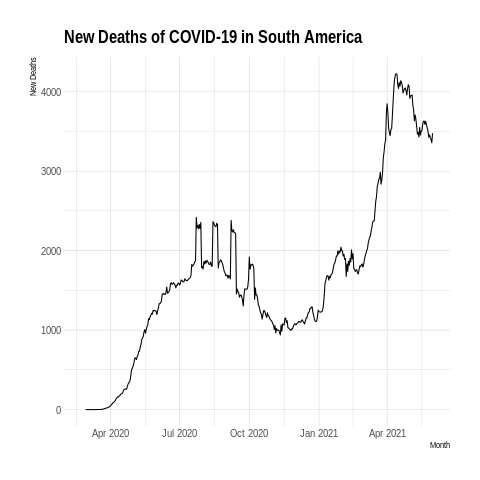 New Deaths of COVID-19 in South America
New Deaths
4000
3000
2000
1000
0
Apr 2020 Jul 2020 Oct 2020 Jan 2021 Apr 2021
Month